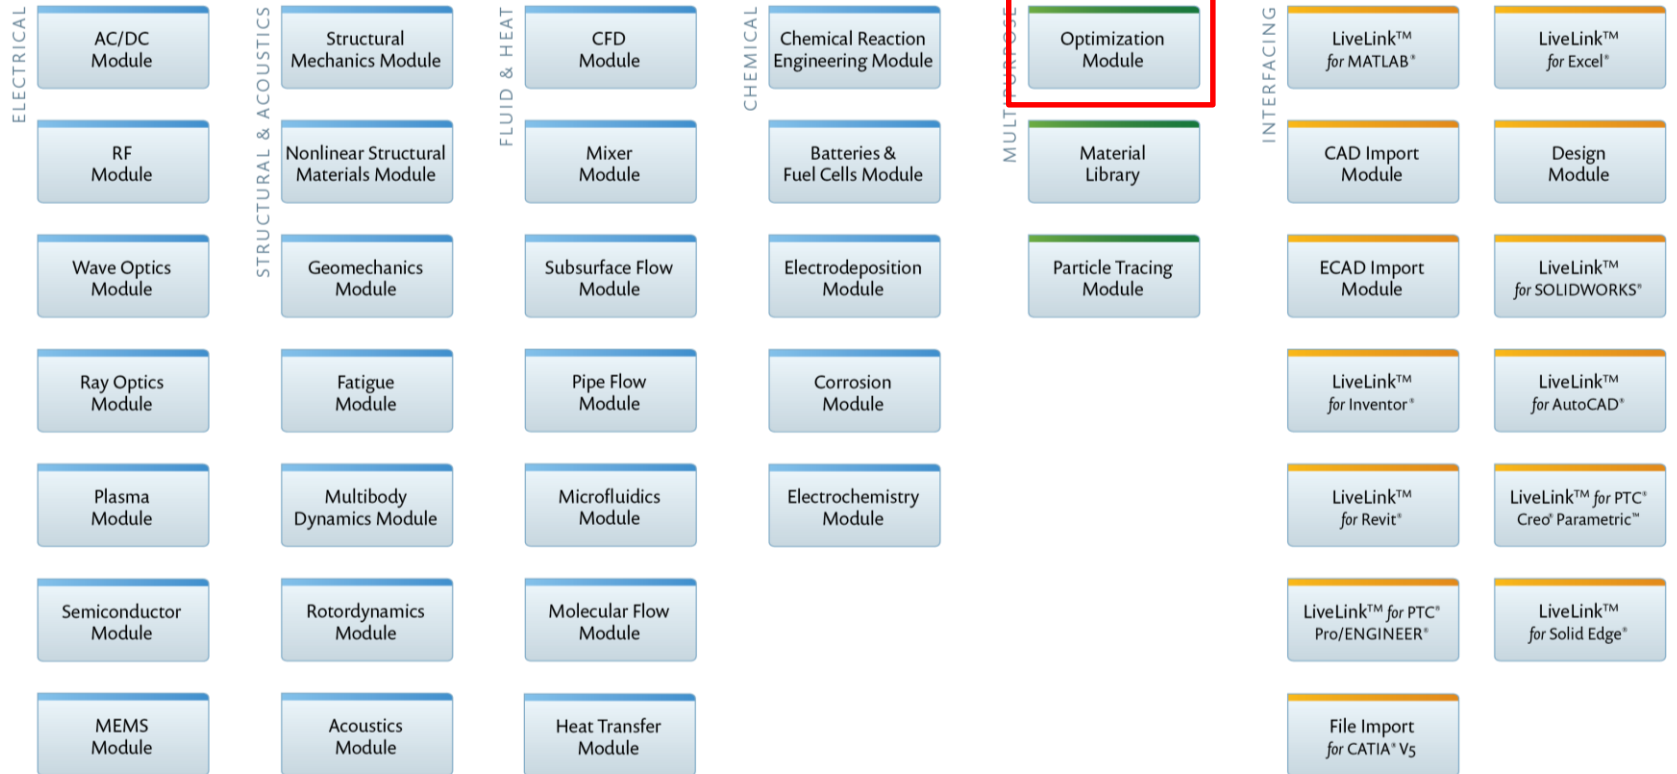 ELECTRICAL
AC/DC
Module
RF
Module
Wave Optics
Module
Ray Optics
Module
Plasma
Module
Semiconductor
Module
MEMS
Module
STRUCTURAL & ACOUSTICS
Structural
Mechanics Module
Nonlinear Structural
Materials Module
Geomechanics
Module
Fatigue
Module
Multibody
Dynamics Module
Rotordynamics
Module
Acoustics
Module
FLUID & HEAT
CFD
Module
Mixer
Module
Subsurface Flow
Module
Pipe Flow
Module
Microfluidics
Module
Molecular Flow
Module
Heat Transfer
Module
CHEMICAL
Chemical Reaction
Engineering Module
Batteries &
Fuel Cells Module
Electrodeposition
Module
Corrosion
Module
Electrochemistry
Module
MULTIPURPOSE
Optimization
Module
Material
Library
Particle Tracing
Module
INTERFACING
LiveLink™
for MATLAB®
LiveLink™
for Excel®
CAD Import
Module
Design
Module
ECAD Import
Module
LiveLink™
for SOLIDWORKS®
LiveLink™
for Inventor®
LiveLink™
for AutoCAD®
LiveLink™
for Revit®
LiveLink™ for PTC®
Creo® Parametric™
LiveLink™ for PTC®
Pro/ENGINEER®
LiveLink™
for Solid Edge®
File Import
for CATIA® V5